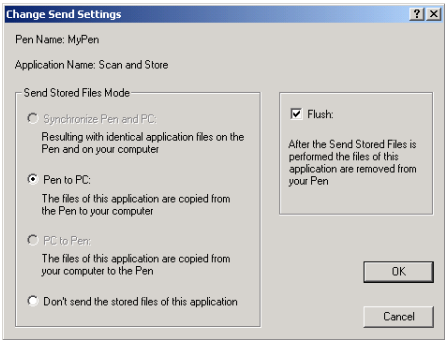 Change Send Settings
Pen Name: MyPen
Application Name: Scan and Store
Send Stored Files Mode
Synchronize Pen and PC:
Resulting with identical application files on the
Pen and on your computer
Pen to PC:
The files of this application are copied from
the Pen to your computer
PC to Pen:
The files of this application are copied from
your computer to the Pen
Don't send the stored files of this application
Flush:
After the Send Stored Files is
performed the files of this
application are removed from
your Pen
OK
Cancel